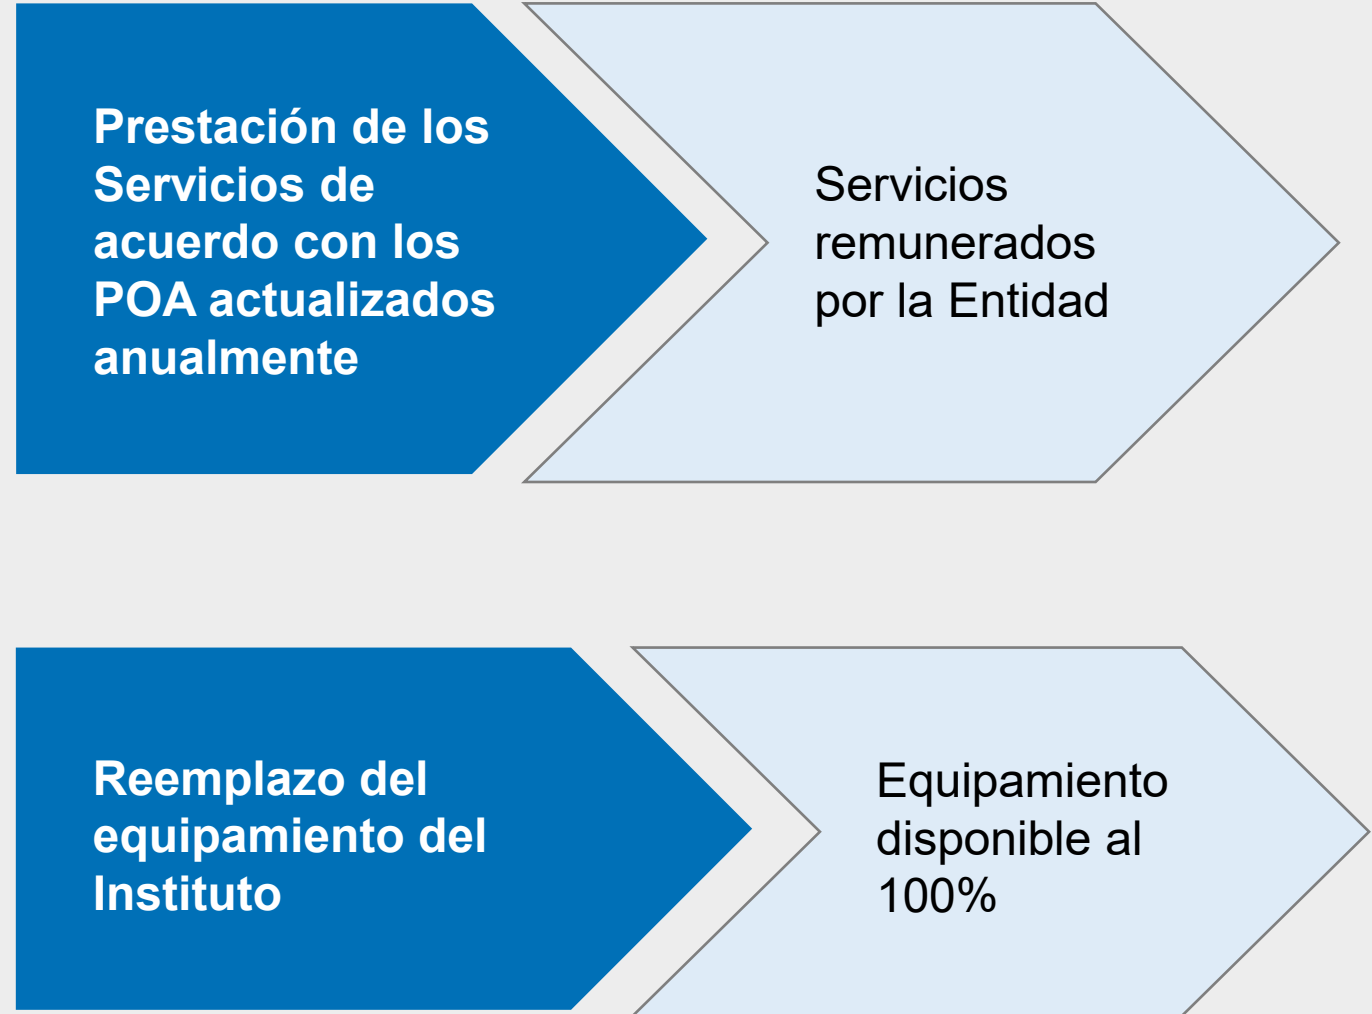 Prestación de los
Servicios de
acuerdo con los
POA actualizados
anualmente
Servicios
remunerados
por la Entidad
Reemplazo del
equipamiento del
Instituto
Equipamiento
disponible al
100%